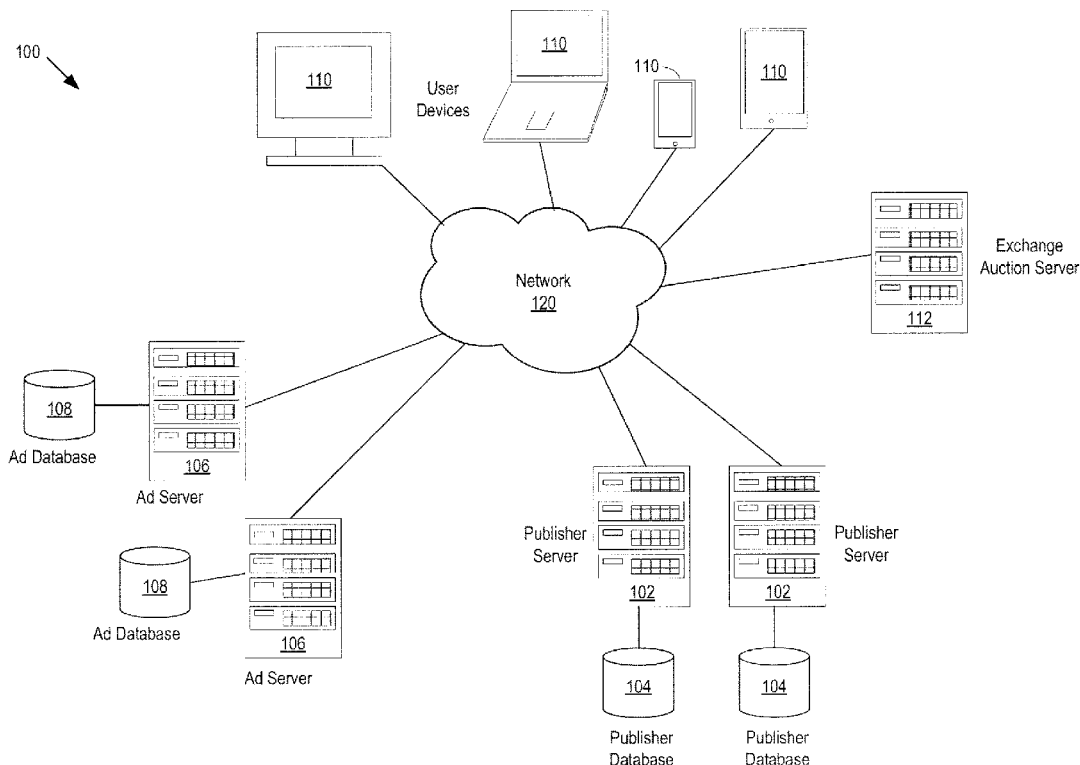 100
110
User
Devices
110
110
110
Exchange
Auction Server
112
Network
120
108
Ad Database
106
Ad Server
108
Ad Database
106
Ad Server
Publisher
Server
102
Publisher
Server
102
104
Publisher
Database
104
Publisher
Database